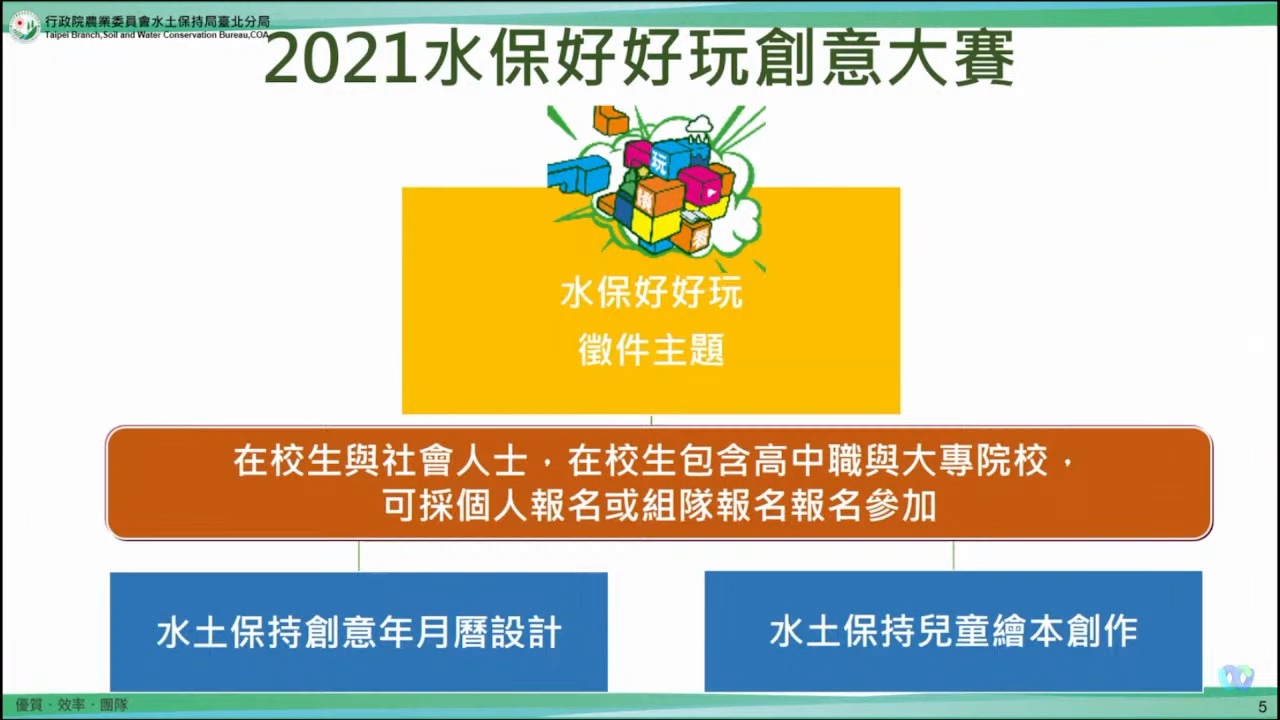 行政院農業委員會水土保持局臺北分局
Taipei Branch,Soil and Water Conservation Bureau,COA
2021水保好好玩創意大賽
玩
水保好好玩
徵件主題
在校生與社會人士，在校生包含高中職與大專院校，
可採個人報名或組隊報名報名參加
水土保持創意年月曆設計
水土保持兒童繪本創作
優質．效率．團隊
5